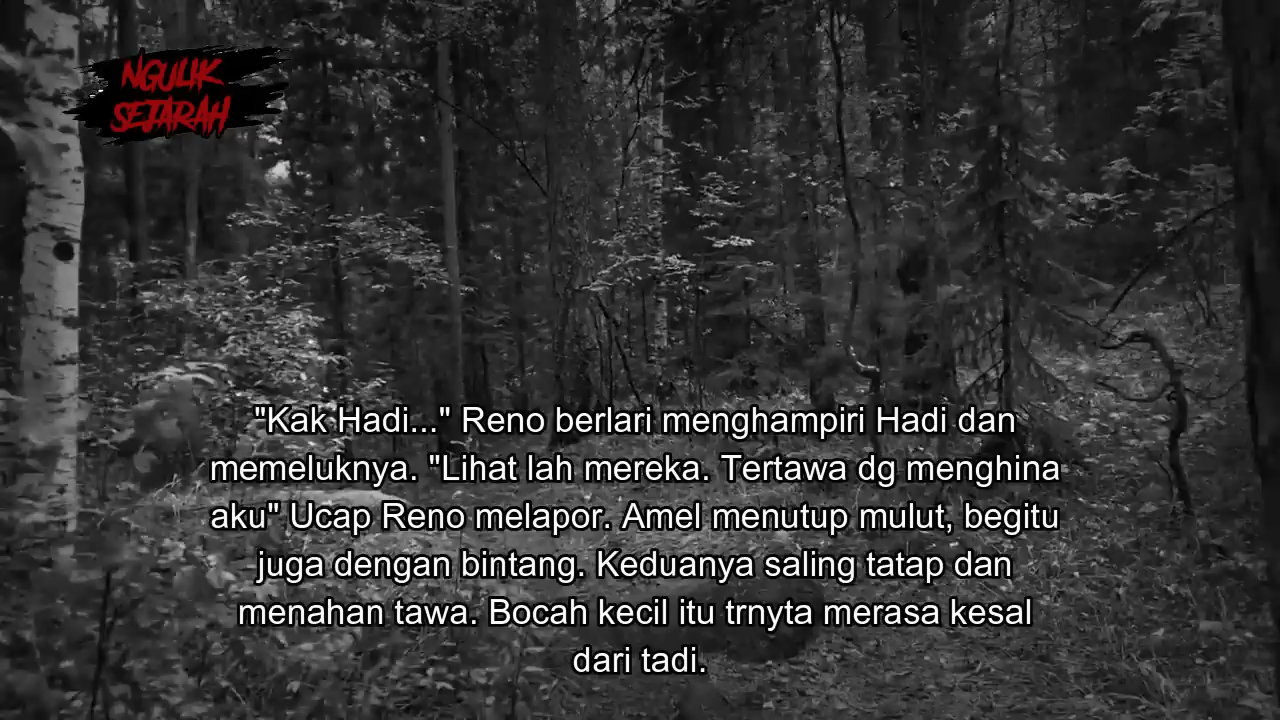 NGULIK
SEJARAH
"Kak Hadi..." Reno berlari menghampiri Hadi dan
memeluknya. "Lihat lah mereka. Tertawa dg menghina
aku" Ucap Reno melapor. Amel menutup mulut, begitu
juga dengan bintang. Keduanya saling tatap dan
menahan tawa. Bocah kecil itu trnyta merasa kesal
dari tadi.